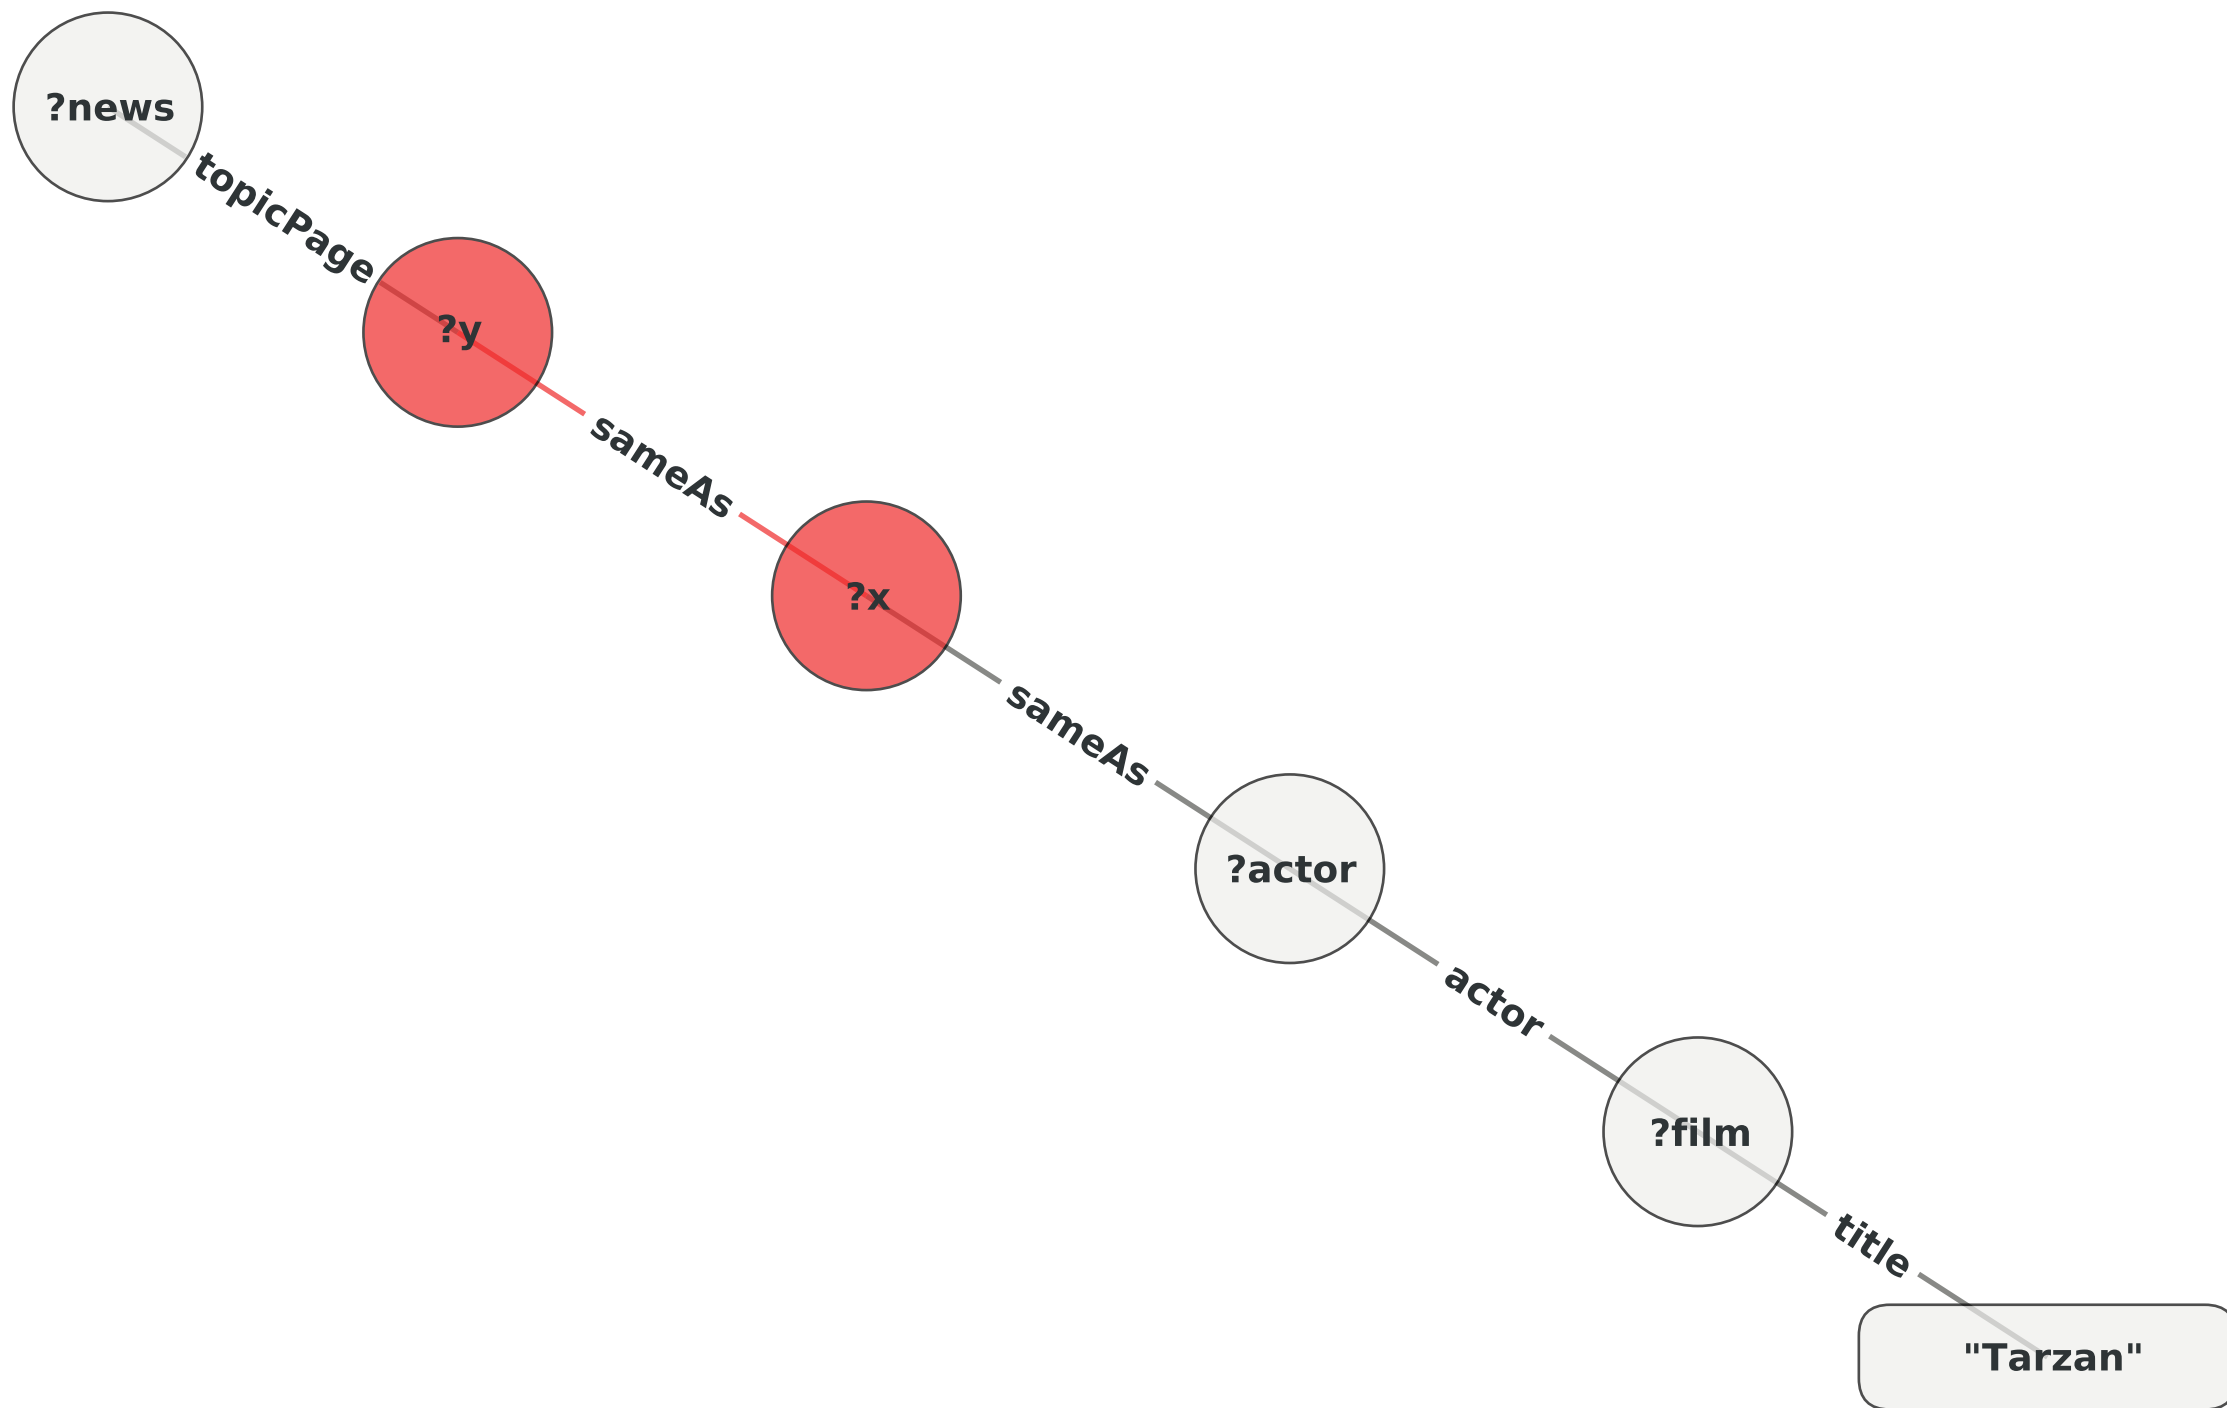 ?news
topicPage
?y
sameAs
?x
sameAs
?actor
actor
?film
title
"Tarzan"